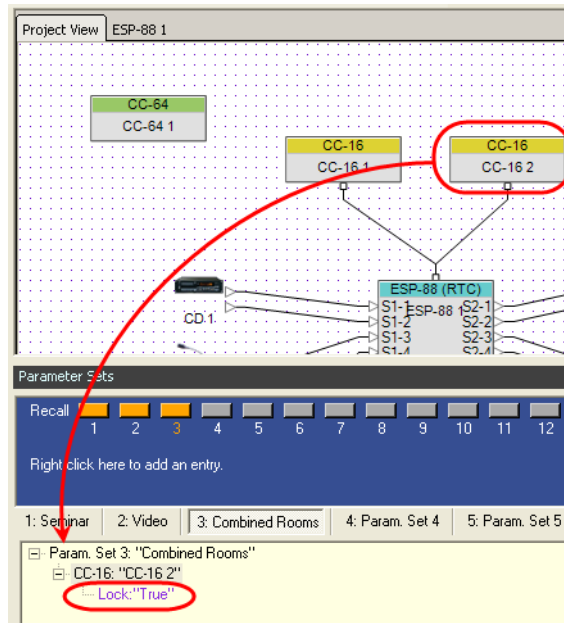 Project View ESP-88 1
CC-64
CC-64 1
CC-16 CC-16
CC-16 1 CC-16 2
ESP-88 (RTC)
ESP-88 1
CD 1
S1-1 S2-1
S1-2 S2-2
S1-3 S2-3
S1-4 S2-4
Parameter Sets
Recall
1 2 3 4 5 6 7 8 9 10 11 12
Right click here to add an entry.
1: Seminar 2: Video 3: Combined Rooms 4: Param. Set 4 5: Param. Set 5
Param. Set 3: "Combined Rooms"
CC-16: "CC-16 2"
Lock:"True"